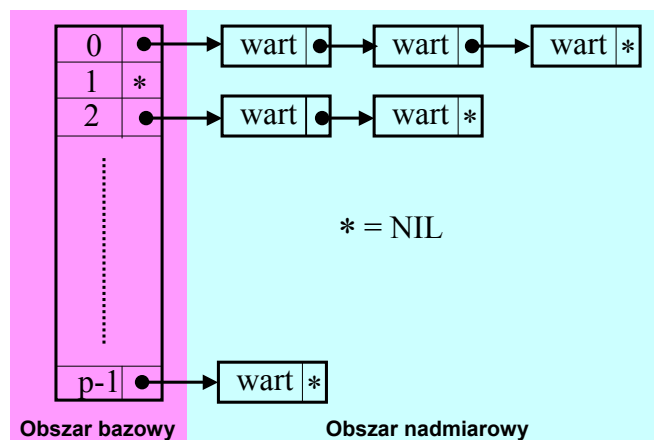 0 wart wart wart *
1 *
2 wart wart *
* = NIL
p-1 wart *
Obszar bazowy Obszar nadmiarowy